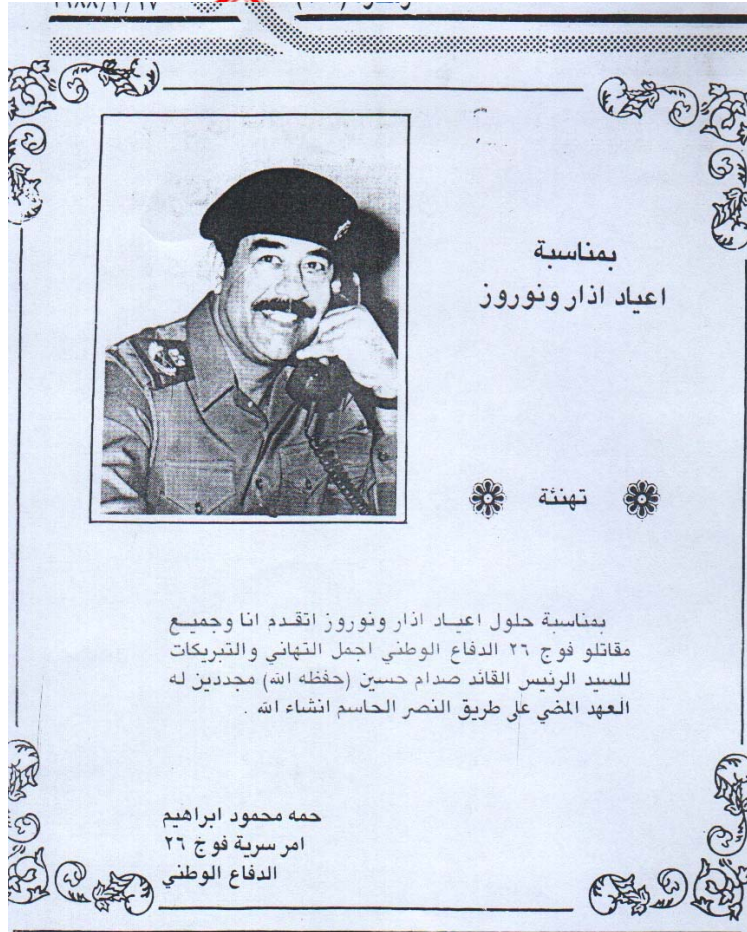 بمناسبة
اعياد اذار ونوروز
تهنئة
بمناسبة حلول اعياد اذار ونوروز اتقدم انا وجميع
مقاتلو فوج ٢٦ الدفاع الوطني اجمل التهاني والتبريكات
للسيد الرئيس القائد صدام حسين (حفظه الله) مجددين له
العهد المضي على طريق النصر الحاسم انشاء الله .
حمه محمود ابراهيم
امر سرية فوج ٢٦
الدفاع الوطني